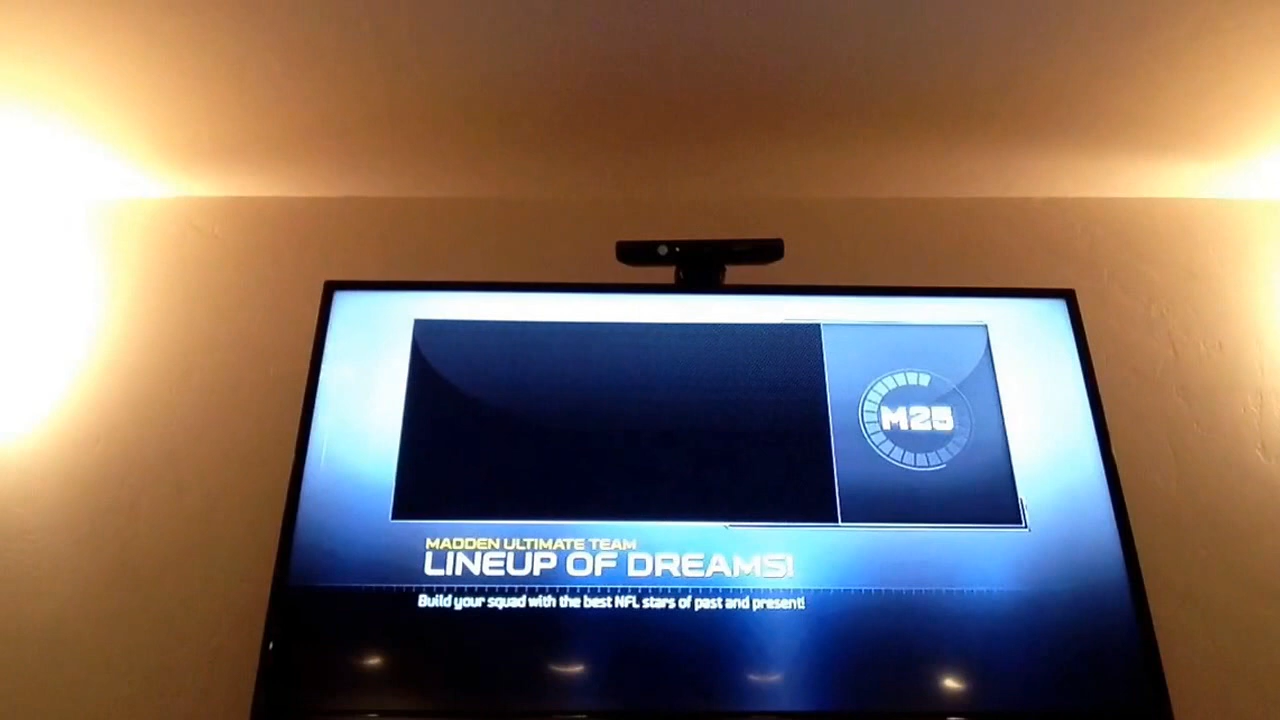 M25
MADDEN ULTIMATE TEAM
LINEUP OF DREAMS!
Build your squad with the best NFL stars of past and present!